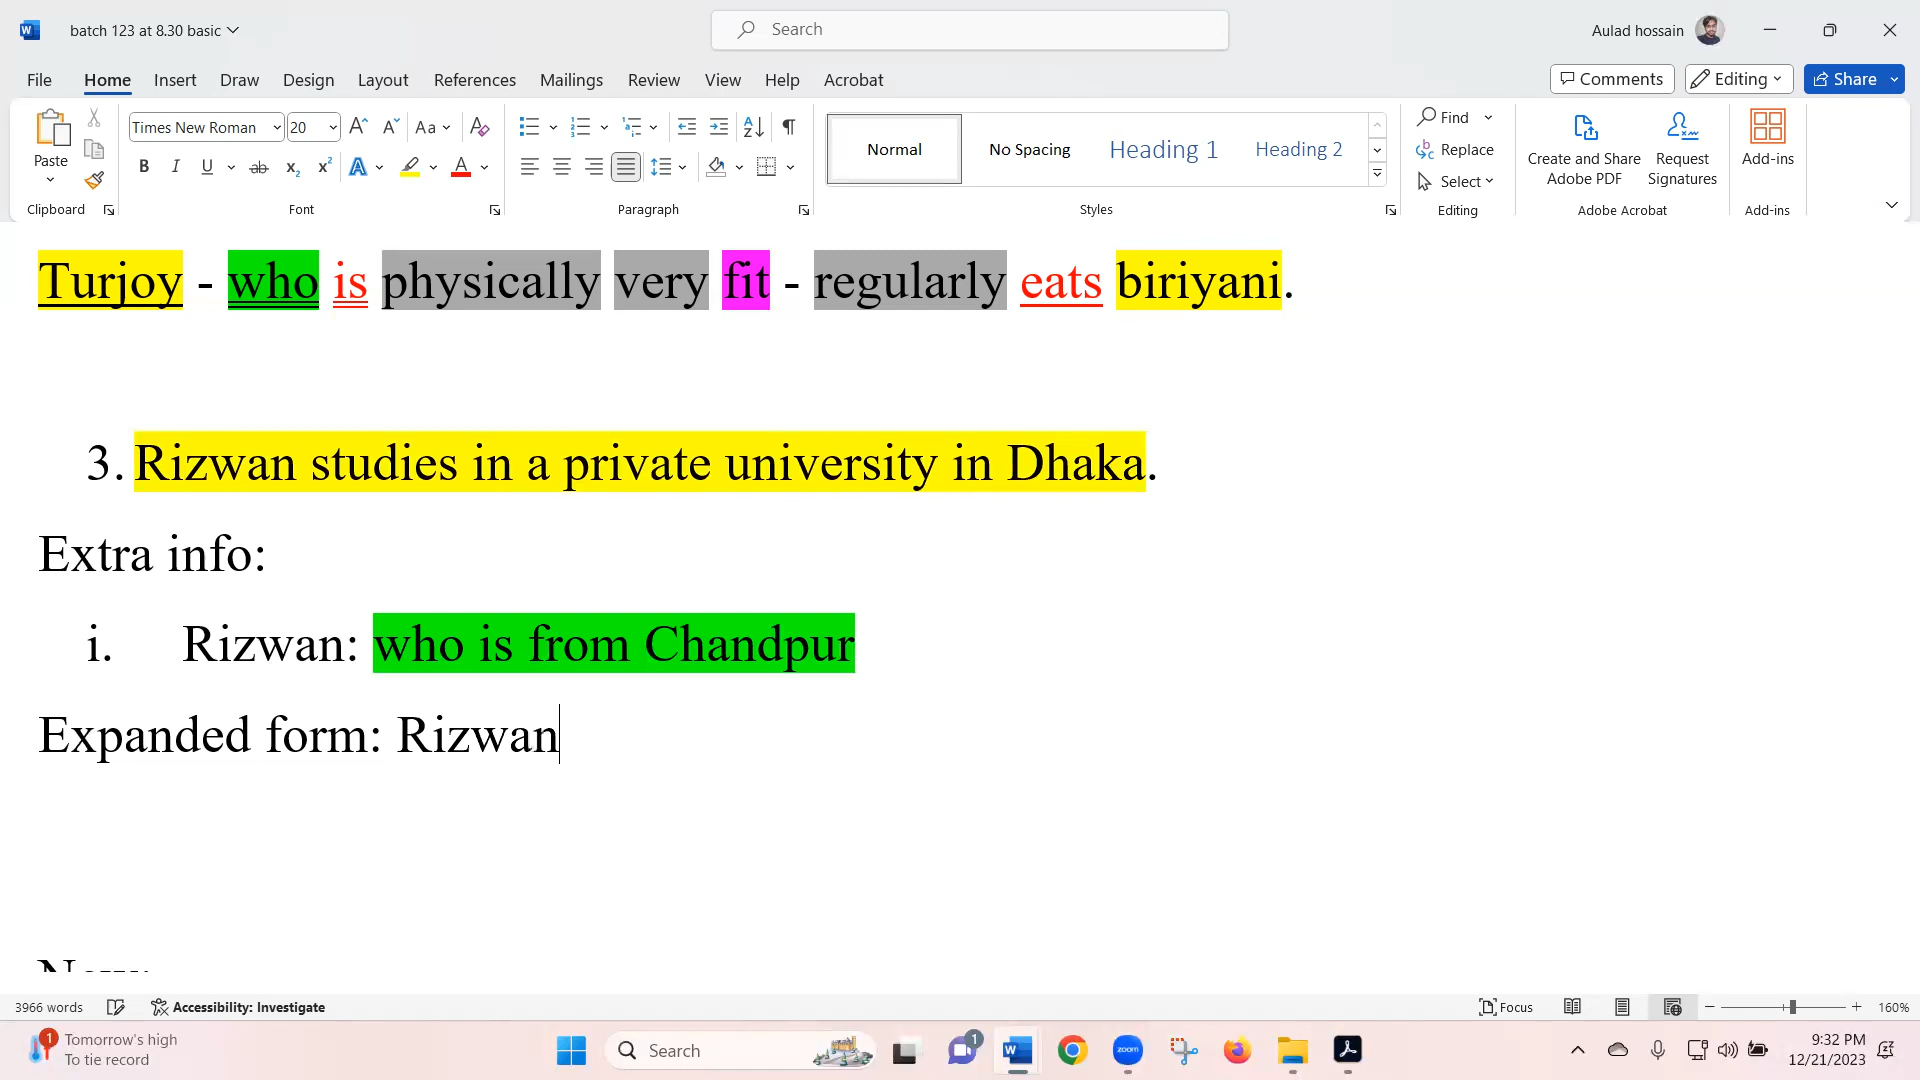 batch 123 at 8.30 basic
Search
Aulad hossain
File Home Insert Draw Design Layout References Mailings Review View Help Acrobat
Comments Editing Share
Paste
Clipboard
Times New Roman 20
Font
Paragraph
Normal
No Spacing
Heading 1
Heading 2
Styles
Find
Replace
Select
Editing
Create and Share
Adobe PDF
Request
Signatures
Adobe Acrobat
Add-ins
Add-ins
Turjoy - who is physically very fit - regularly eats biriyani.
3. Rizwan studies in a private university in Dhaka.
Extra info:
i. Rizwan: who is from Chandpur
Expanded form: Rizwan
3966 words
Accessibility: Investigate
Focus
160%
1
Tomorrow's high
To tie record
Search
1
zoom
9:32 PM
12/21/2023